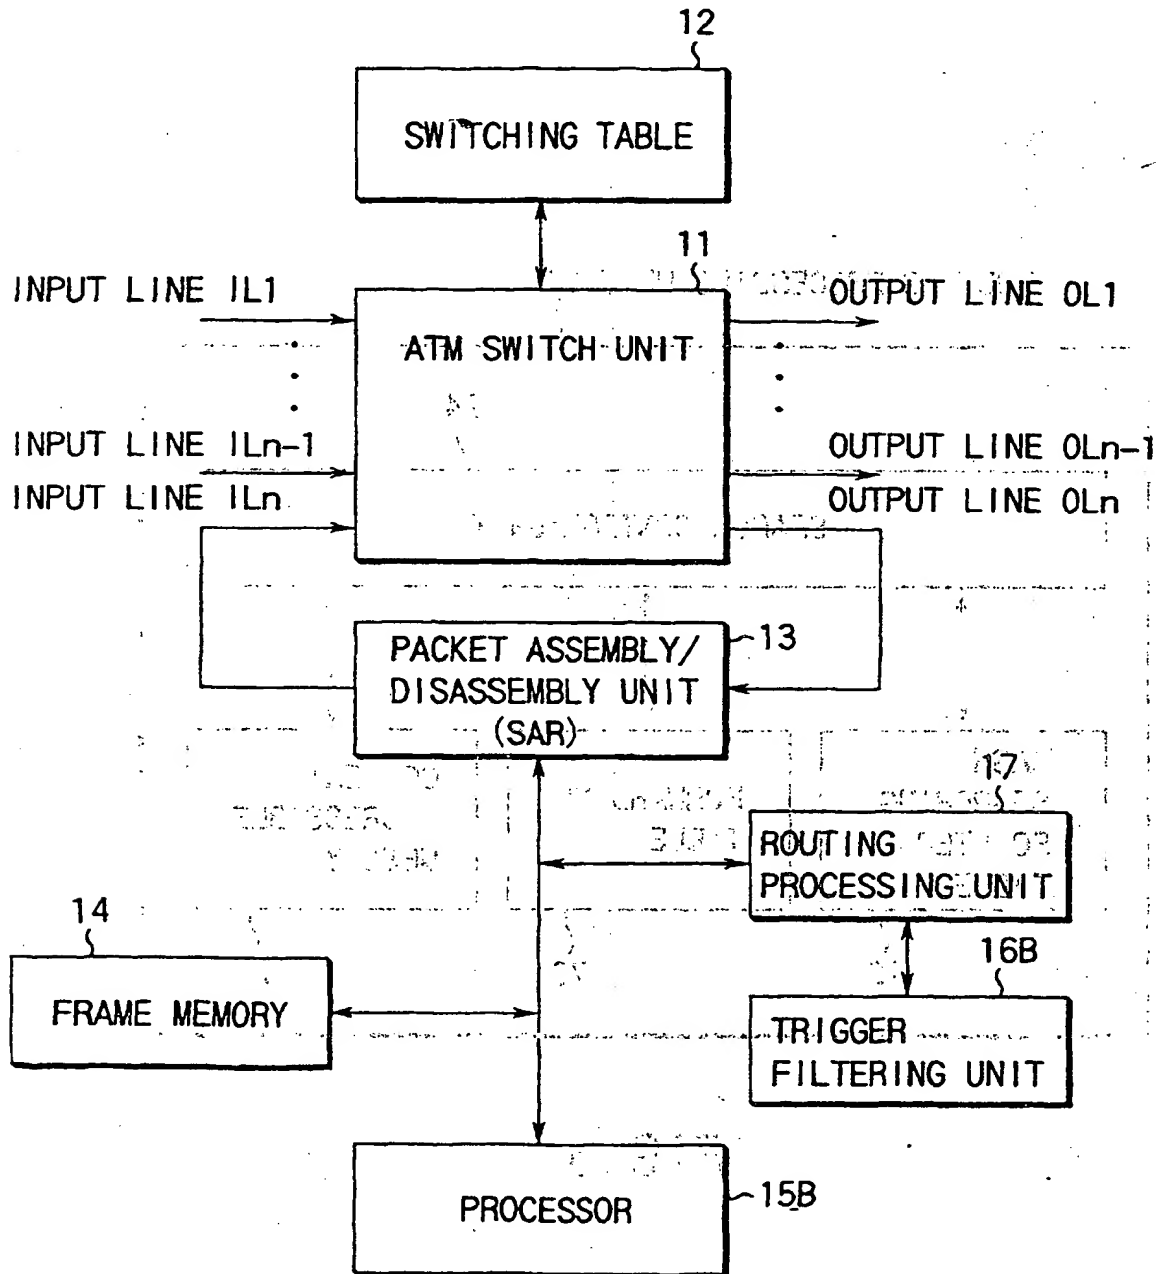 12
SWITCHING TABLE
11
INPUT LINE IL1
OUTPUT LINE OL1
ATM SWITCH UNIT
INPUT LINE ILn-1
OUTPUT LINE OLn-1
INPUT LINE ILn
OUTPUT LINE OLn
PACKET ASSEMBLY/
DISASSEMBLY UNIT
(SAR)
13
17
ROUTING
PROCESSING UNIT
14
FRAME MEMORY
16B
TRIGGER
FILTERING UNIT
PROCESSOR
15B